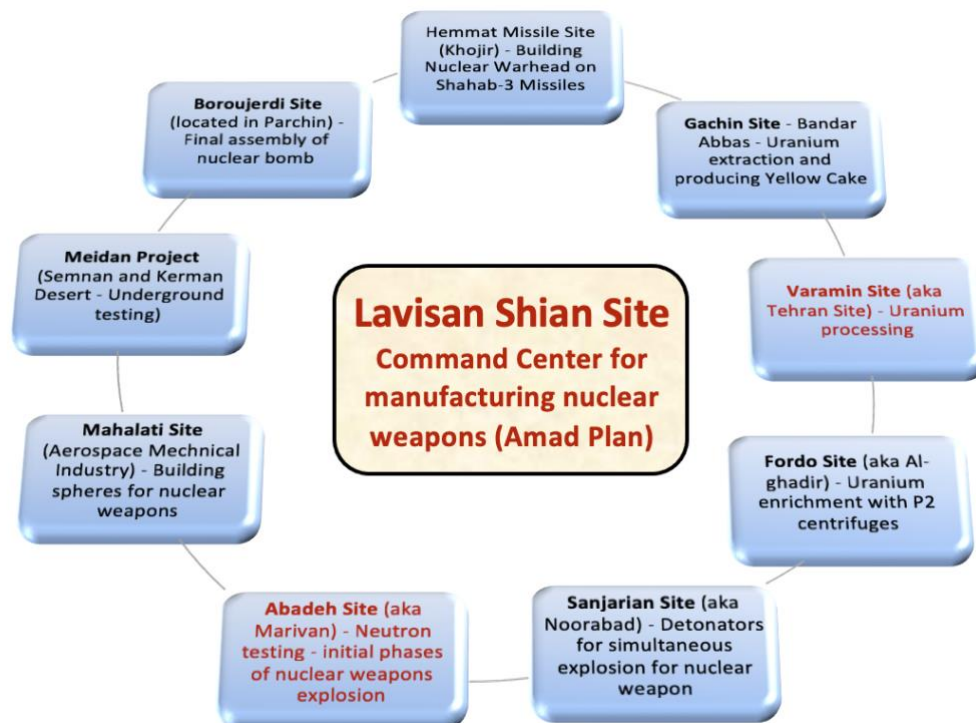 Hemmat Missile Site
(Khojir) - Building
Nuclear Warhead on
Shahab-3 Missiles
Gachin Site - Bandar
Abbas - Uranium
extraction and
producing Yellow Cake
Varamin Site (aka
Tehran Site) - Uranium
processing
Fordo Site (aka Al-
ghadir) - Uranium
enrichment with P2
centrifuges
Sanjarian Site (aka
Noorabad) - Detonators
for simultaneous
explosion for nuclear
weapon
Abadeh Site (aka
Marivan) - Neutron
testing - initial phases
of nuclear weapons
explosion
Mahalati Site
(Aerospace Mechnical
Industry) - Building
spheres for nuclear
weapons
Meidan Project
(Semnan and Kerman
Desert - Underground
testing)
Boroujerdi Site
(located in Parchin) -
Final assembly of
nuclear bomb
Lavisan Shian Site
Command Center for
manufacturing nuclear
weapons (Amad Plan)